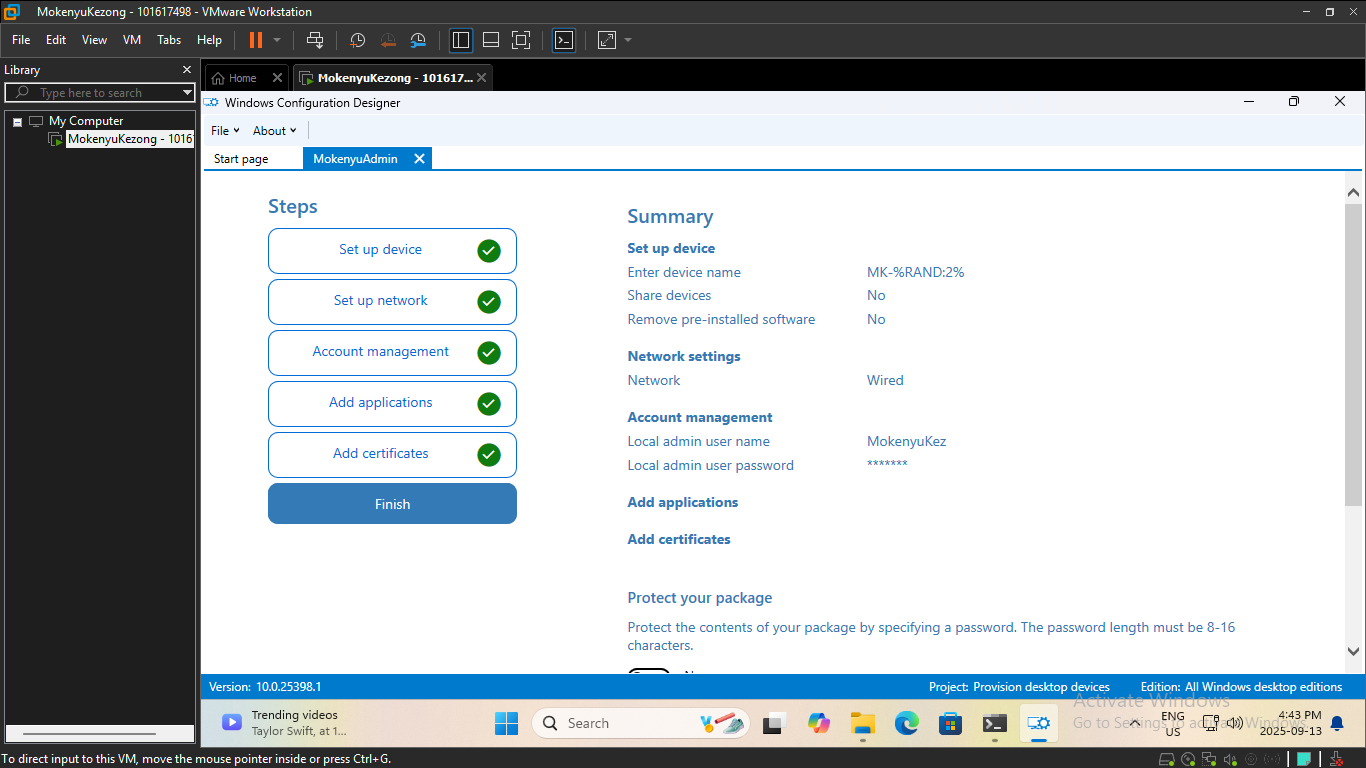 MokenyuKezong - 101617498 - VMware Workstation
File Edit View VM Tabs Help
Library
Type here to search
My Computer
MokenyuKezong - 1016
Home
MokenyuKezong - 101617...
Windows Configuration Designer
File About
Start page
MokenyuAdmin
Steps
Set up device
Set up network
Account management
Add applications
Add certificates
Finish
Summary
Set up device
Enter device name MK-%RAND:2%
Share devices No
Remove pre-installed software No
Network settings
Network Wired
Account management
Local admin user name MokenyuKez
Local admin user password *******
Add applications
Add certificates
Protect your package
Protect the contents of your package by specifying a password. The password length must be 8-16
characters.
Version: 10.0.25398.1
Project: Provision desktop devices
Edition: All Windows desktop editions
Activate Windows
Go to Settings to activate Windows.
Trending videos
Taylor Swift, at 1...
Search
ENG
US
4:43 PM
2025-09-13
To direct input to this VM, move the mouse pointer inside or press Ctrl+G.